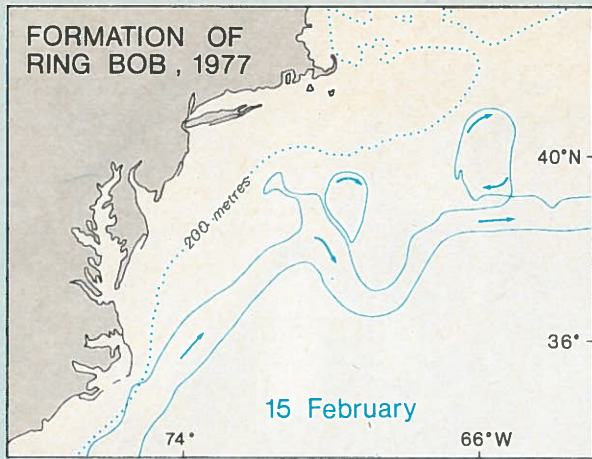 FORMATION OF
RING BOB, 1977
40°N
200 metres
36°
15 February
74°
66°W